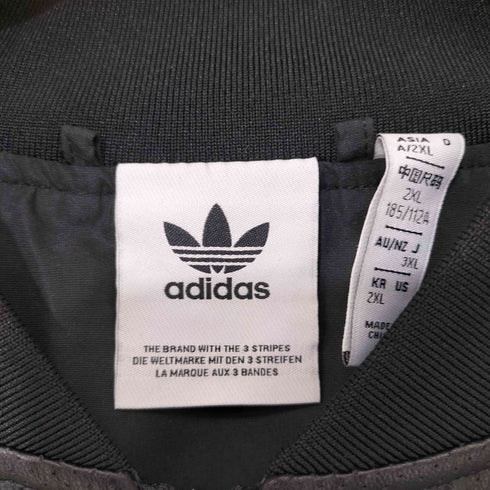 adidas
THE BRAND WITH THE 3 STRIPES
DIE WELTMARKE MIT DEN 3 STREIFEN
LA MARQUE AUX 3 BANDES
ASIA D
A/2XL
中国尺码
2XL
185/112A
AU/NZ J
3XL
KR US
2XL
MADE